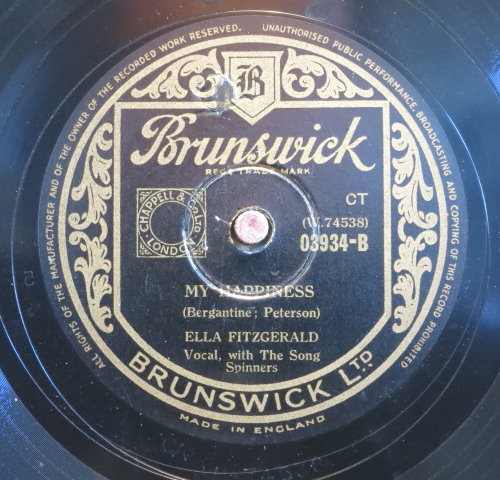 ALL RIGHTS OF THE MANUFACTURER AND OF THE OWNER OF THE RECORDED WORK RESERVED. UNAUTHORISED PUBLIC PERFORMANCE, BROADCASTING AND COPYING OF THIS RECORD PROHIBITED
B
Brunswick
REGD TRADE MARK
CHAPPELL & CO LTD
LONDON
CT
(W.74538)
03934-B
MY HAPPINESS
(Bergantine; Peterson)
ELLA FITZGERALD
Vocal, with The Song
Spinners
BRUNSWICK LTD.
MADE IN ENGLAND